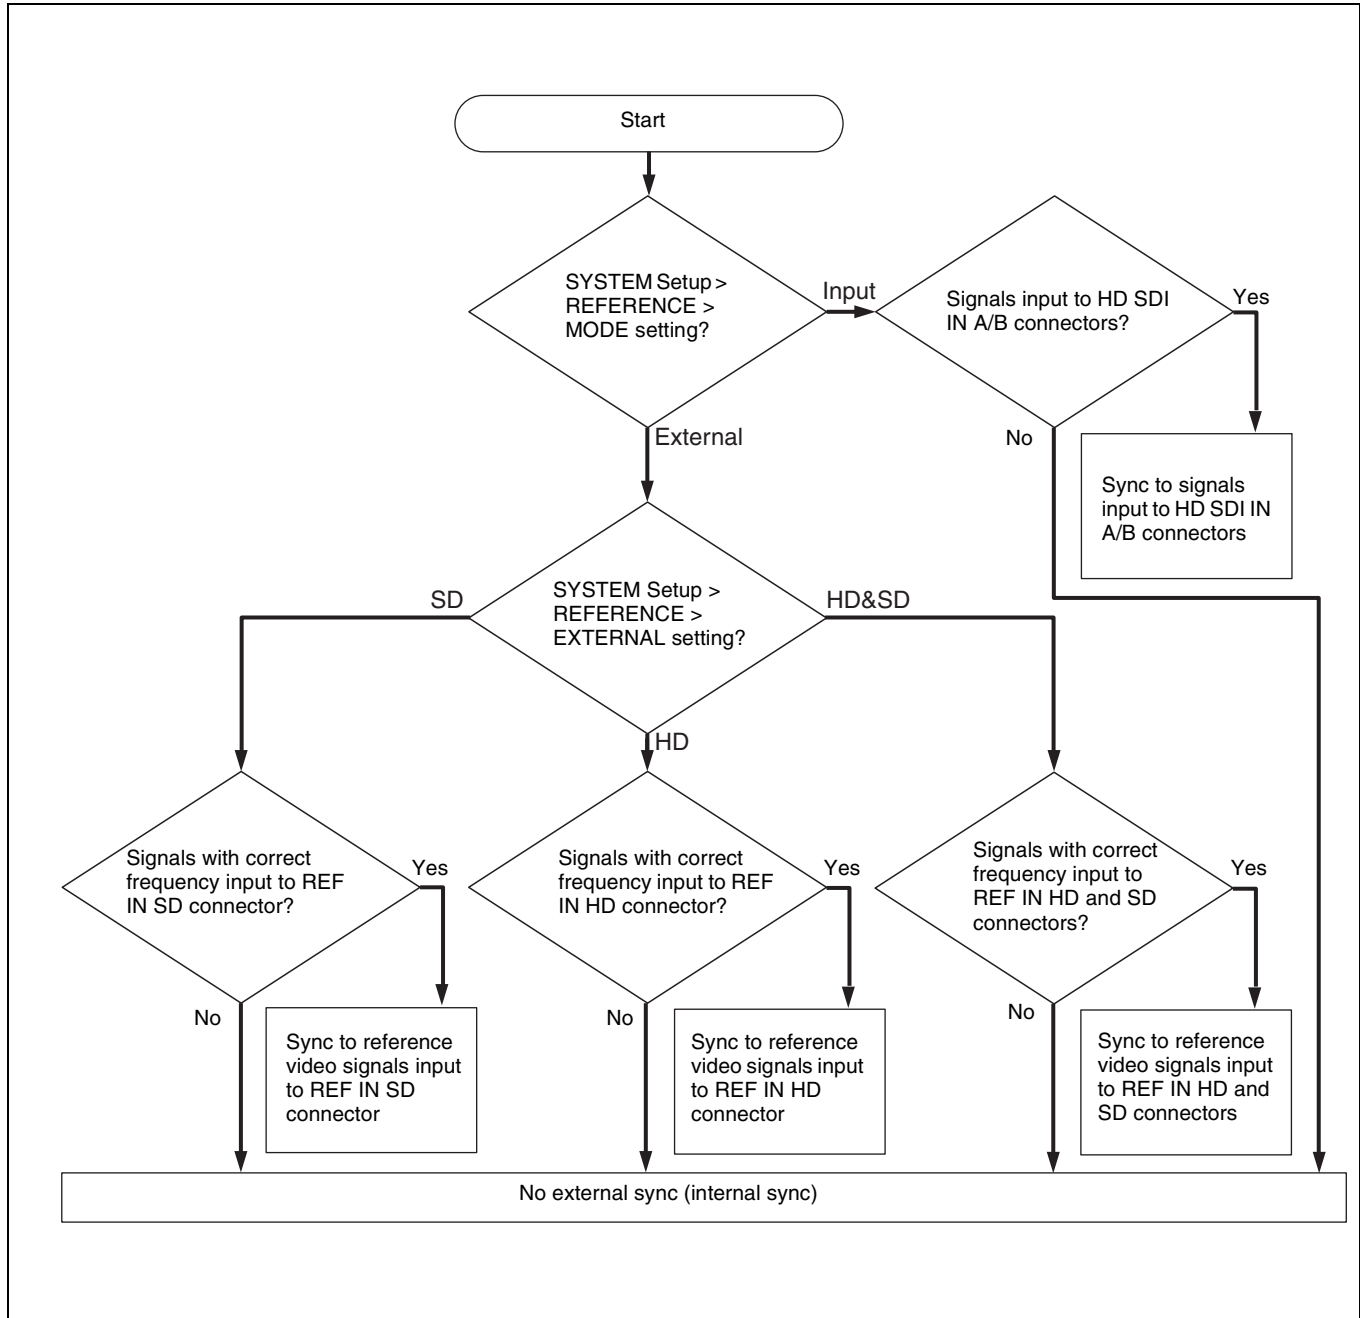 Start
SYSTEM Setup >
REFERENCE >
MODE setting?
Input
Signals input to HD SDI
IN A/B connectors?
Yes
External
No
Sync to signals
input to HD SDI IN
A/B connectors
SD
SYSTEM Setup >
REFERENCE >
EXTERNAL setting?
HD&SD
HD
Signals with correct
frequency input to REF
IN SD connector?
Yes
Signals with correct
frequency input to REF
IN HD connector?
Yes
Signals with correct
frequency input to
REF IN HD and SD
connectors?
Yes
No
Sync to reference
video signals input
to REF IN SD
connector
No
Sync to reference
video signals input
to REF IN HD
connector
No
Sync to reference
video signals input
to REF IN HD and
SD connectors
No external sync (internal sync)